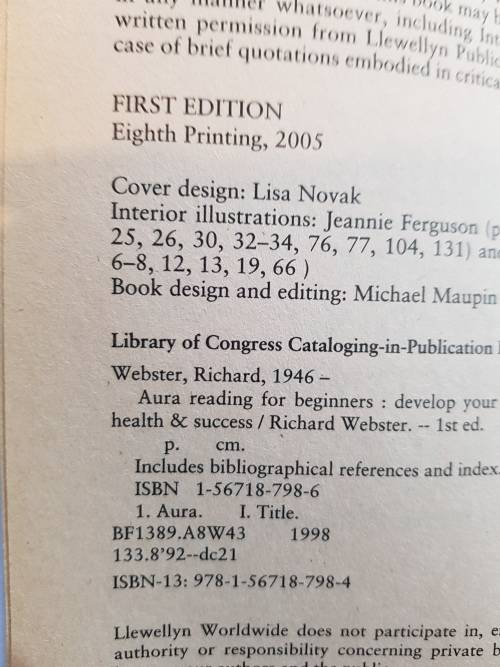 any manner whatsoever, including
written permission from Llewellyn
case of brief quotations embodied in
FIRST EDITION
Eighth Printing, 2005
Cover design: Lisa Novak
Interior illustrations: Jeannie Ferguson
25, 26, 30, 32–34, 76, 77, 104, 131)
6–8, 12, 13, 19, 66 )
Book design and editing: Michael Maupin
Library of Congress Cataloging-in-Publication
Webster, Richard, 1946 –
Aura reading for beginners : develop your
health & success / Richard Webster. -- 1st ed.
p. cm.
Includes bibliographical references and index.
ISBN 1-56718-798-6
1. Aura. I. Title.
BF1389.A8W43 1998
133.8'92--dc21
ISBN-13: 978-1-56718-798-4
Llewellyn Worldwide does not participate in,
authority or responsibility concerning private